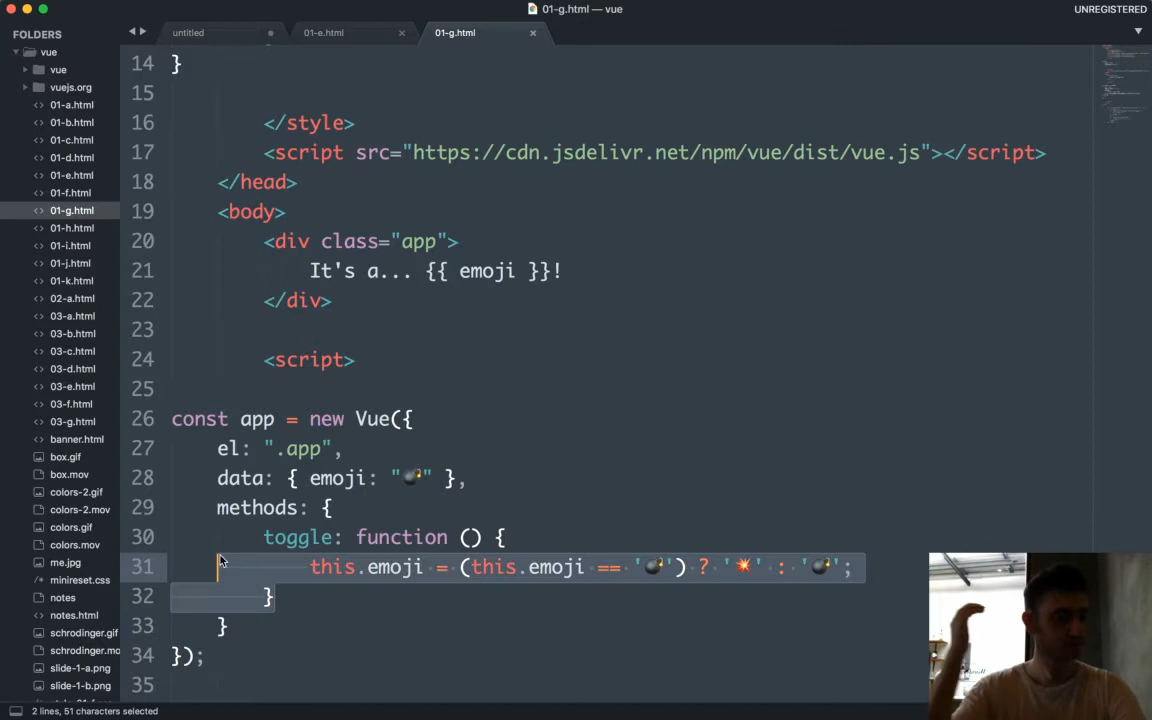 01-g.html — vue
UNREGISTERED
FOLDERS
vue
vue
vuejs.org
01-a.html
01-b.html
01-c.html
01-d.html
01-e.html
01-f.html
01-g.html
01-h.html
01-i.html
01-j.html
01-k.html
02-a.html
03-a.html
03-b.html
03-c.html
03-d.html
03-e.html
03-f.html
03-g.html
banner.html
box.gif
box.mov
colors-2.gif
colors-2.mov
colors.gif
colors.mov
me.jpg
minireset.css
notes
notes.html
schrodinger.gif
schrodinger.mo
slide-1-a.png
slide-1-b.png
untitled
01-e.html
01-g.html
14 }
15
16 </style>
17 <script src="https://cdn.jsdelivr.net/npm/vue/dist/vue.js"></script>
18 </head>
19 <body>
20 <div class="app">
21 It's a... {{ emoji }}!
22 </div>
23
24 <script>
25
26 const app = new Vue({
27 el: ".app",
28 data: { emoji: "💣" },
29 methods: {
30 toggle: function () {
31 this.emoji = (this.emoji == '💣') ? '💥' : '💣';
32 }
33 }
34 });
35
2 lines, 51 characters selected